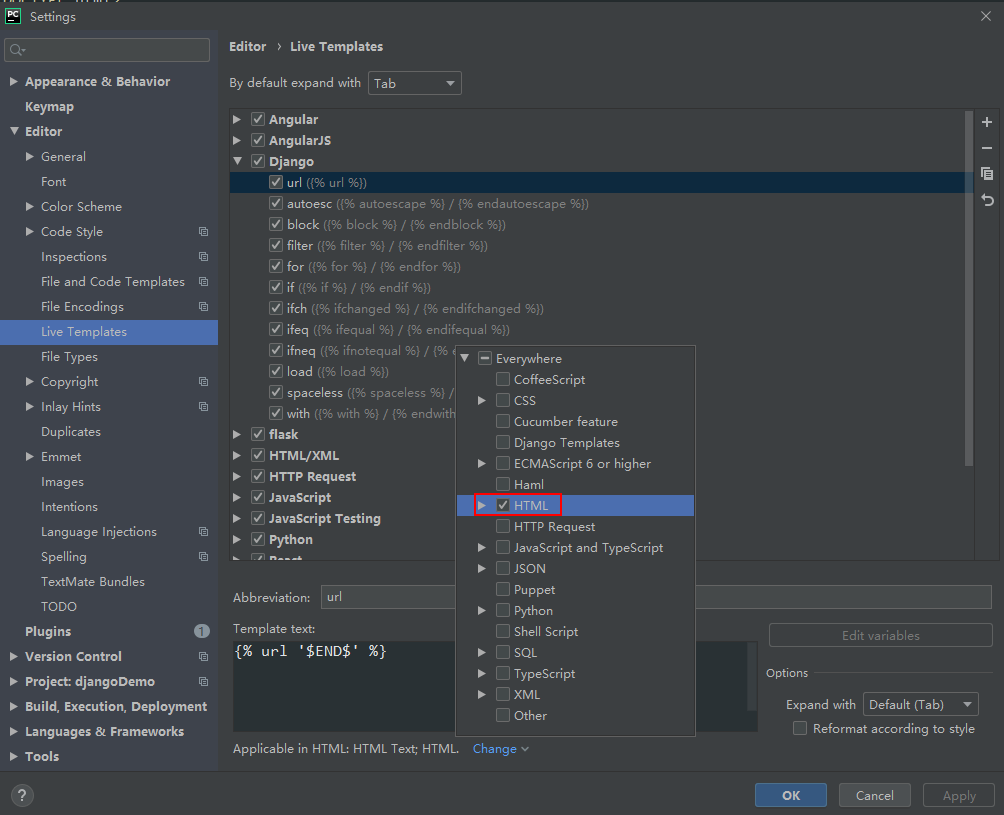 PC Settings
Appearance & Behavior
Keymap
Editor
General
Font
Color Scheme
Code Style
Inspections
File and Code Templates
File Encodings
Live Templates
File Types
Copyright
Inlay Hints
Duplicates
Emmet
Images
Intentions
Language Injections
Spelling
TextMate Bundles
TODO
Plugins 1
Version Control
Project: djangoDemo
Build, Execution, Deployment
Languages & Frameworks
Tools
?
Editor › Live Templates
By default expand with Tab
Angular
AngularJS
Django
url ({% url %})
autoesc ({% autoescape %} / {% endautoescape %})
block ({% block %} / {% endblock %})
filter ({% filter %} / {% endfilter %})
for ({% for %} / {% endfor %})
if ({% if %} / {% endif %})
ifch ({% ifchanged %} / {% endifchanged %})
ifeq ({% ifequal %} / {% endifequal %})
ifneq ({% ifnotequal %} / {%
load ({% load %})
spaceless ({% spaceless %} /
with ({% with %} / {% endwith
flask
HTML/XML
HTTP Request
JavaScript
JavaScript Testing
Python
React
Everywhere
CoffeeScript
CSS
Cucumber feature
Django Templates
ECMAScript 6 or higher
Haml
HTML
HTTP Request
JavaScript and TypeScript
JSON
Puppet
Python
Shell Script
SQL
TypeScript
XML
Other
Abbreviation: url
Template text:
{% url '$END$' %}
Edit variables
Options
Expand with Default (Tab)
Reformat according to style
Applicable in HTML: HTML Text; HTML. Change
OK Cancel Apply